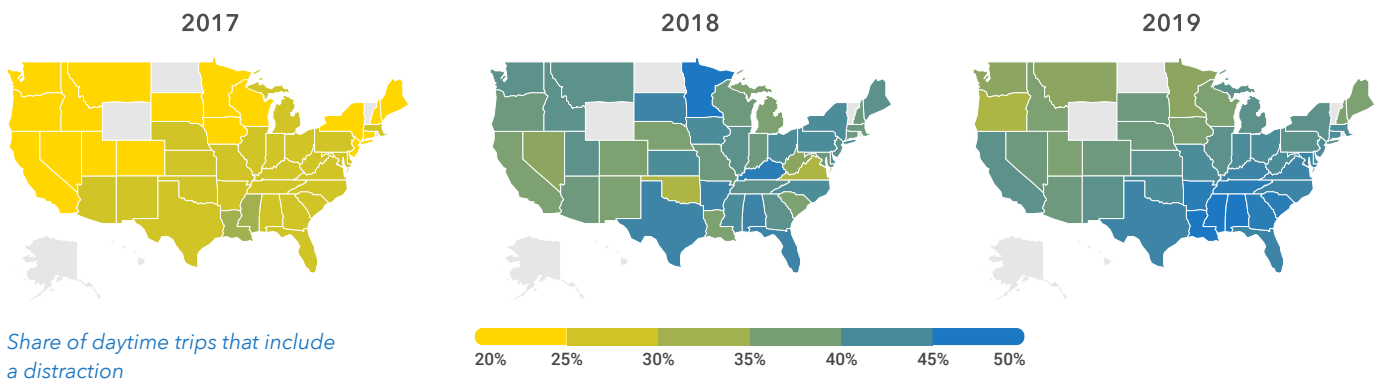 2017
2018
2019
Share of daytime trips that include
a distraction
20% 25% 30% 35% 40% 45% 50%